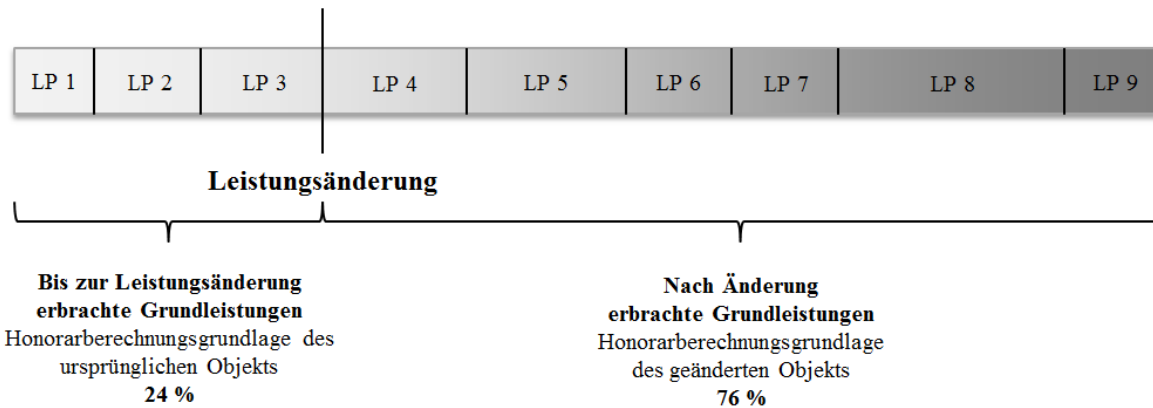 LP 1 LP 2 LP 3 LP 4 LP 5 LP 6 LP 7 LP 8 LP 9
Leistungsänderung
Bis zur Leistungsänderung
erbrachte Grundleistungen
Honorarberechnungsgrundlage des
ursprünglichen Objekts
24 %
Nach Änderung
erbrachte Grundleistungen
Honorarberechnungsgrundlage
des geänderten Objekts
76 %